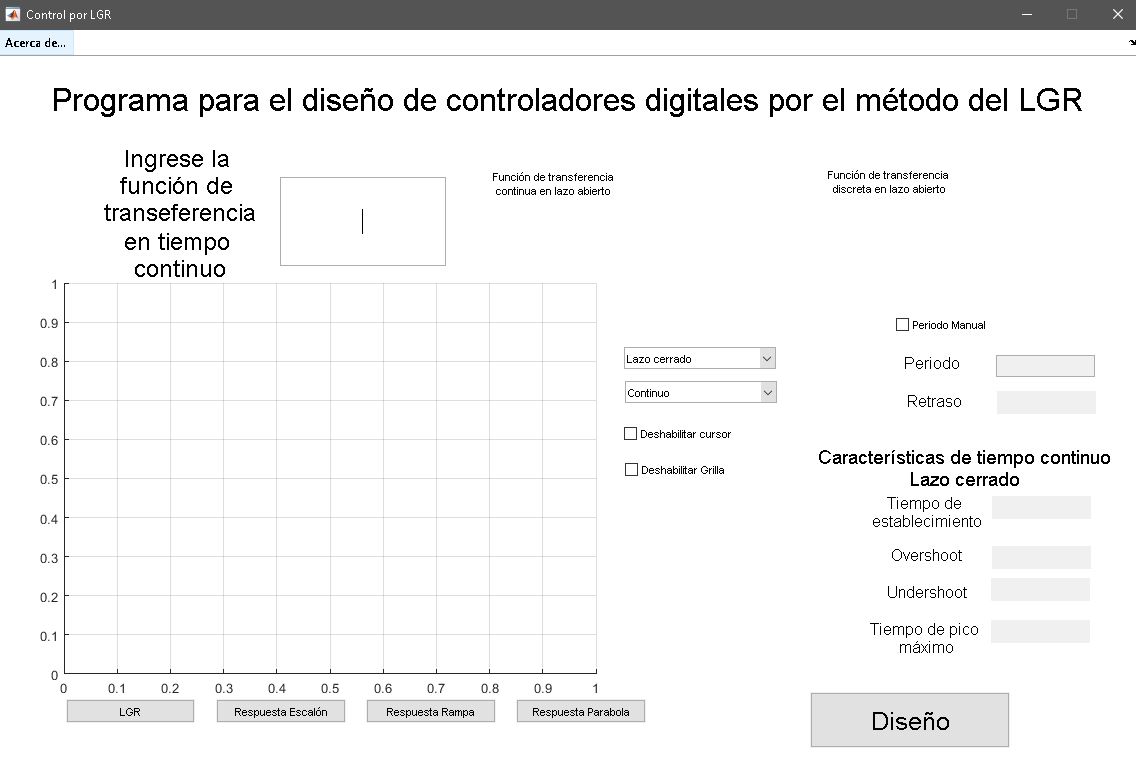 Control por LGR
Acerca de...
Programa para el diseño de controladores digitales por el método del LGR
Ingrese la
función de
transeferencia
en tiempo
continuo
Función de transferencia
continua en lazo abierto
Función de transferencia
discreta en lazo abierto
1
0.9
0.8
0.7
0.6
0.5
0.4
0.3
0.2
0.1
0
0 0.1 0.2 0.3 0.4 0.5 0.6 0.7 0.8 0.9 1
LGR
Respuesta Escalón
Respuesta Rampa
Respuesta Parabola
Lazo cerrado
Continuo
Deshabilitar cursor
Deshabilitar Grilla
Periodo Manual
Periodo
Retraso
Características de tiempo continuo
Lazo cerrado
Tiempo de
establecimiento
Overshoot
Undershoot
Tiempo de pico
máximo
Diseño